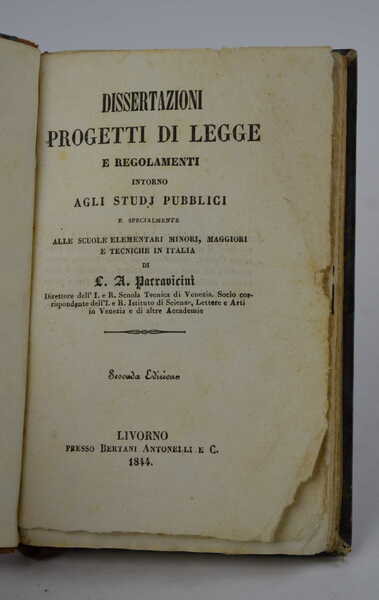 DISSERTAZIONI
PROGETTI DI LEGGE
E REGOLAMENTI
INTORNO
AGLI STUDJ PUBBLICI
E SPECIALMENTE
ALLE SCUOLE ELEMENTARI MINORI, MAGGIORI
E TECNICHE IN ITALIA
DI
L. A. Parravicini
Direttore dell' I. e R. Scuola Tecnica di Venezia. Socio cor-
rispondente dell'I. e R. Istituto di Scienze, Lettere e Arti
in Venezia e di altre Accademie
Seconda Edizione
LIVORNO
PRESSO BERTANI ANTONELLI E C.
1844.